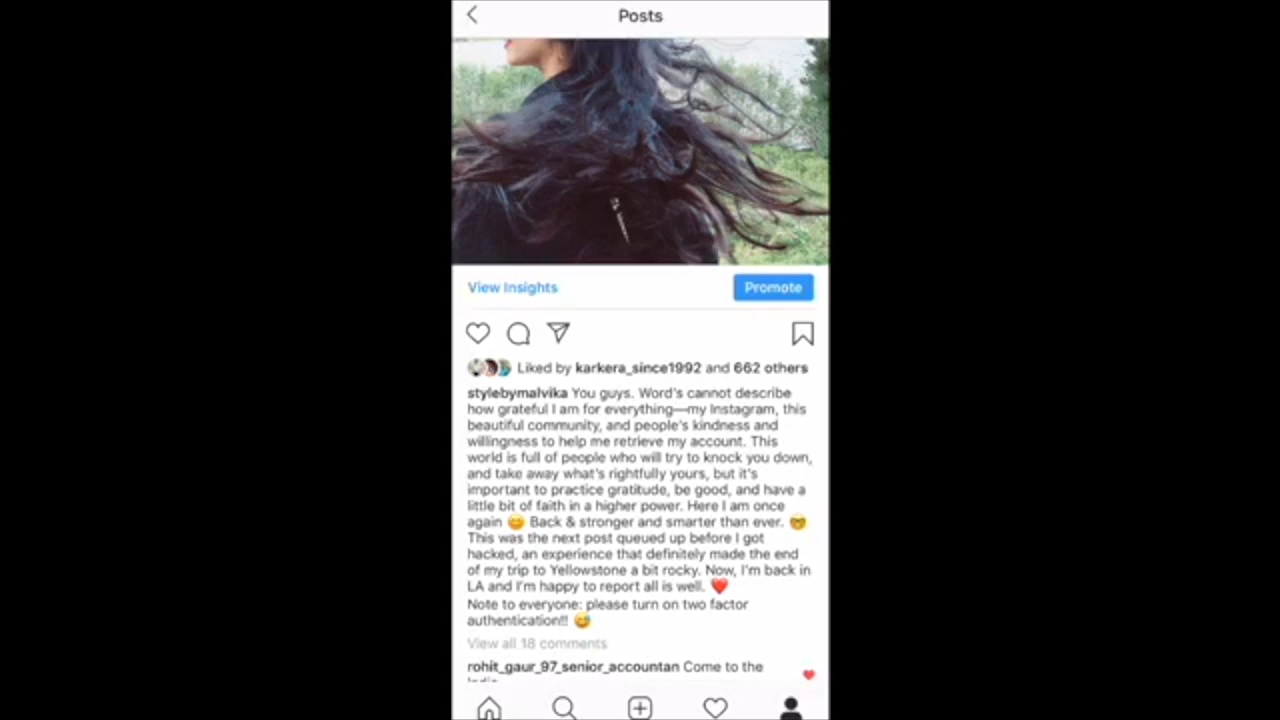 Posts
View Insights
Promote
Liked by karkera_since1992 and 662 others
stylebymalvika You guys. Word's cannot describe
how grateful I am for everything—my Instagram, this
beautiful community, and people's kindness and
willingness to help me retrieve my account. This
world is full of people who will try to knock you down,
and take away what's rightfully yours, but it's
important to practice gratitude, be good, and have a
little bit of faith in a higher power. Here I am once
again 😄 Back & stronger and smarter than ever. 🤓
This was the next post queued up before I got
hacked, an experience that definitely made the end
of my trip to Yellowstone a bit rocky. Now, I'm back in
LA and I'm happy to report all is well. ❤️
Note to everyone: please turn on two factor
authentication!!! 😅
View all 18 comments
rohit_gaur_97_senior_accountan Come to the